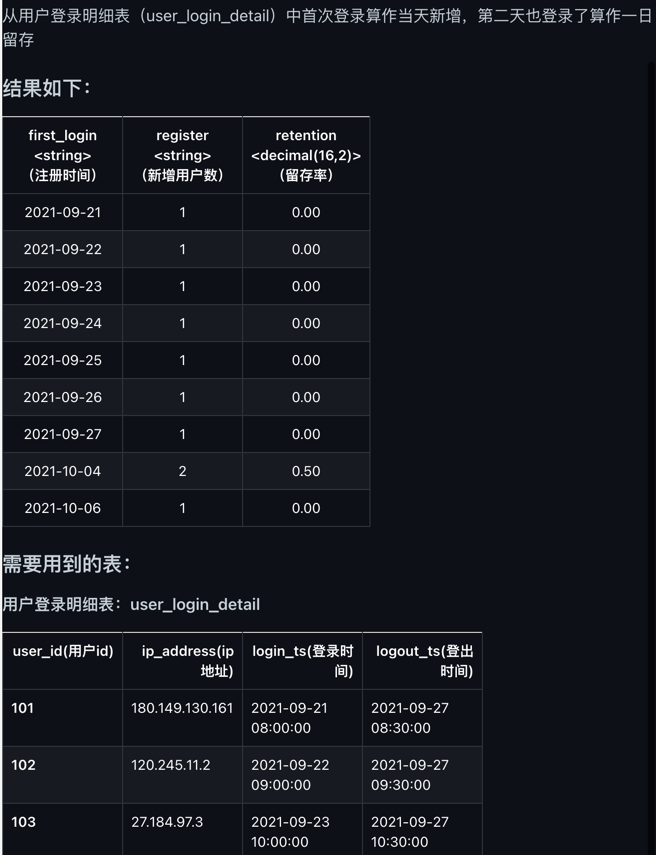 从用户登录明细表（user_login_detail）中首次登录算作当天新增，第二天也登录了算作一日
留存
结果如下：
first_login register retention
<string> <string> <decimal(16,2)>
（注册时间） （新增用户数） （留存率）
2021-09-21 1 0.00
2021-09-22 1 0.00
2021-09-23 1 0.00
2021-09-24 1 0.00
2021-09-25 1 0.00
2021-09-26 1 0.00
2021-09-27 1 0.00
2021-10-04 2 0.50
2021-10-06 1 0.00
需要用到的表：
用户登录明细表：user_login_detail
user_id(用户id) ip_address(ip login_ts(登录时 logout_ts(登出
地址) 间) 时间)
101 180.149.130.161 2021-09-21 2021-09-27
08:00:00 08:30:00
102 120.245.11.2 2021-09-22 2021-09-27
09:00:00 09:30:00
103 27.184.97.3 2021-09-23 2021-09-27
10:00:00 10:30:00